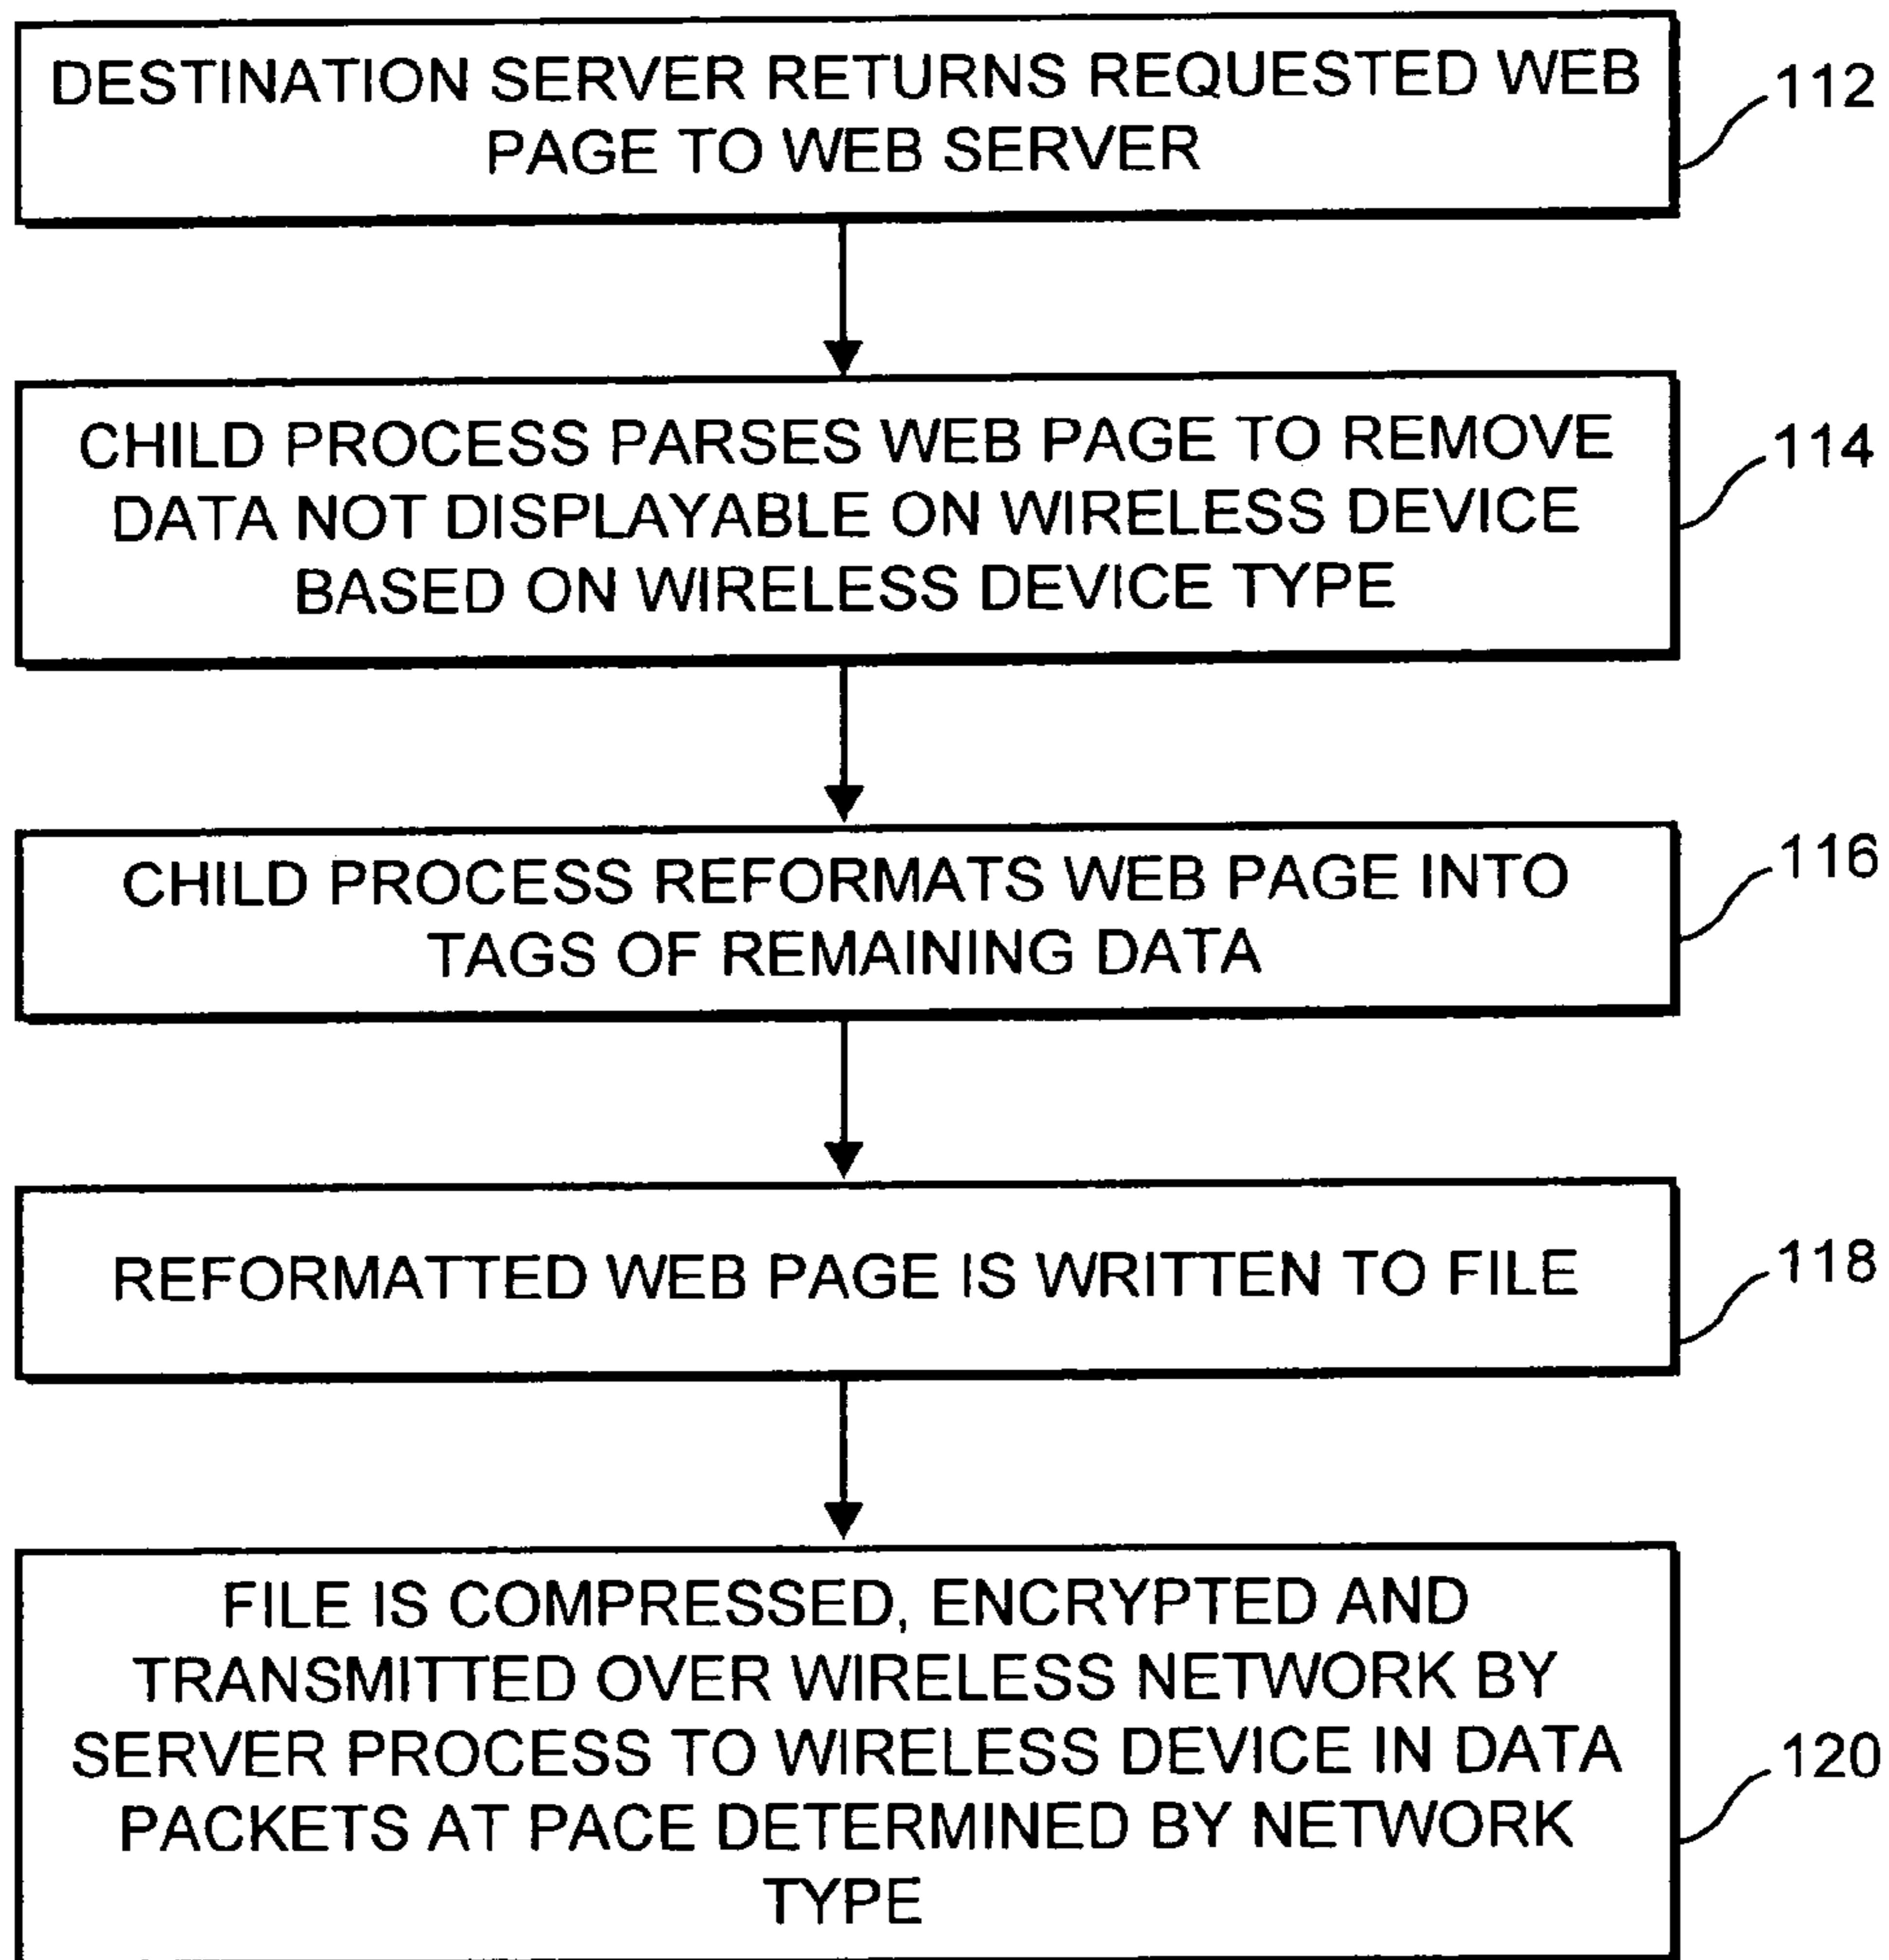 DESTINATION SERVER RETURNS REQUESTED WEB
PAGE TO WEB SERVER
112
CHILD PROCESS PARSES WEB PAGE TO REMOVE
DATA NOT DISPLAYABLE ON WIRELESS DEVICE
BASED ON WIRELESS DEVICE TYPE
114
CHILD PROCESS REFORMATS WEB PAGE INTO
TAGS OF REMAINING DATA
116
REFORMATTED WEB PAGE IS WRITTEN TO FILE
118
FILE IS COMPRESSED, ENCRYPTED AND
TRANSMITTED OVER WIRELESS NETWORK BY
SERVER PROCESS TO WIRELESS DEVICE IN DATA
PACKETS AT PACE DETERMINED BY NETWORK
TYPE
120